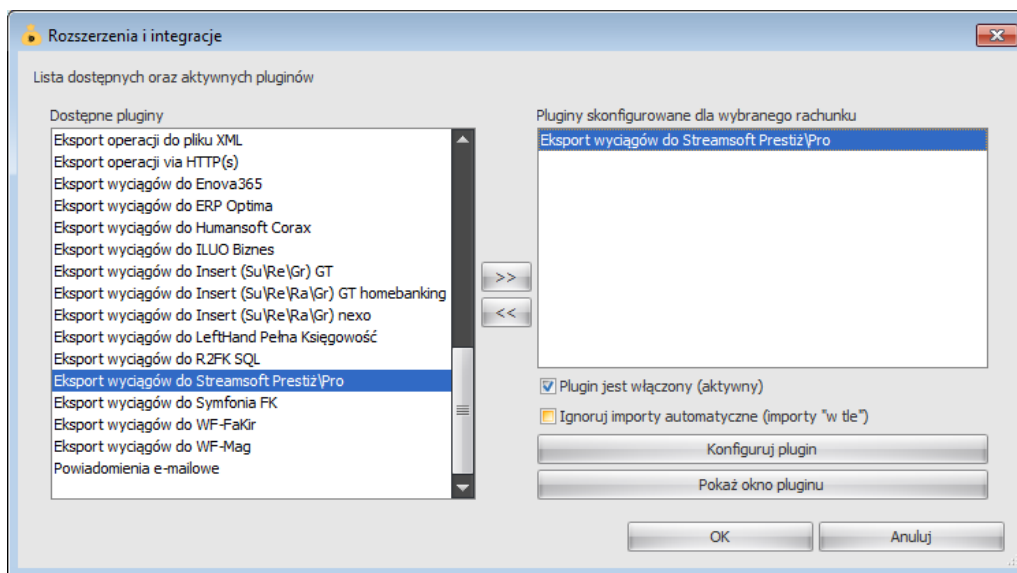 Rozszerzenia i integracje
Lista dostępnych oraz aktywnych pluginów
Dostępne pluginy
Eksport operacji do pliku XML
Eksport operacji via HTTP(s)
Eksport wyciągów do Enova365
Eksport wyciągów do ERP Optima
Eksport wyciągów do Humansoft Corax
Eksport wyciągów do ILUO Biznes
Eksport wyciągów do Insert (Su\Re\Gr) GT
Eksport wyciągów do Insert (Su\Re\Ra\Gr) GT homebanking
Eksport wyciągów do Insert (Su\Re\Ra\Gr) nexo
Eksport wyciągów do LeftHand Pełna Księgowość
Eksport wyciągów do R2FK SQL
Eksport wyciągów do Streamsoft Prestiż\Pro
Eksport wyciągów do Symfonia FK
Eksport wyciągów do WF-FaKir
Eksport wyciągów do WF-Mag
Powiadomienia e-mailowe
>>
<<
Pluginy skonfigurowane dla wybranego rachunku
Eksport wyciągów do Streamsoft Prestiż\Pro
Plugin jest włączony (aktywny)
Ignoruj importy automatyczne (importy "w tle")
Konfiguruj plugin
Pokaż okno pluginu
OK
Anuluj